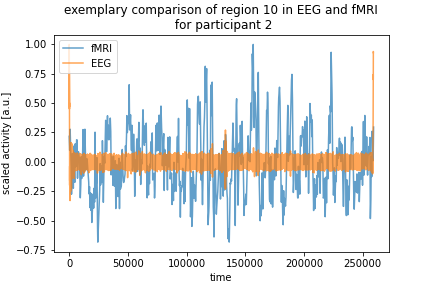 exemplary comparison of region 10 in EEG and fMRI
for participant 2
fMRI
EEG
scaled activity [a.u.]
1.00
0.75
0.50
0.25
0.00
−0.25
−0.50
−0.75
0 50000 100000 150000 200000 250000
time